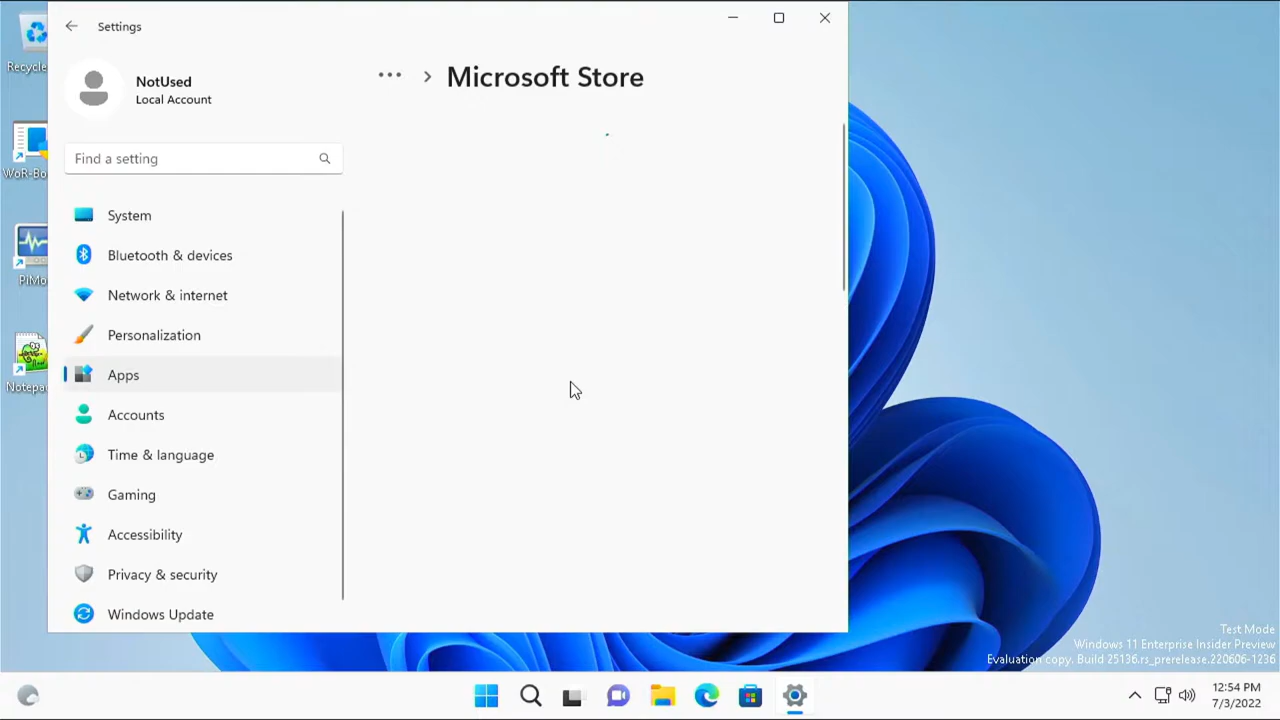 Settings
NotUsed
Local Account
Microsoft Store
Find a setting
System
Bluetooth & devices
Network & internet
Personalization
Apps
Accounts
Time & language
Gaming
Accessibility
Privacy & security
Windows Update
Recycle
WoR-Bo
PiMo
Notepa
Test Mode
Windows 11 Enterprise Insider Preview
Evaluation copy. Build 25136.rs_prerelease.220606-1236
12:54 PM
7/3/2022